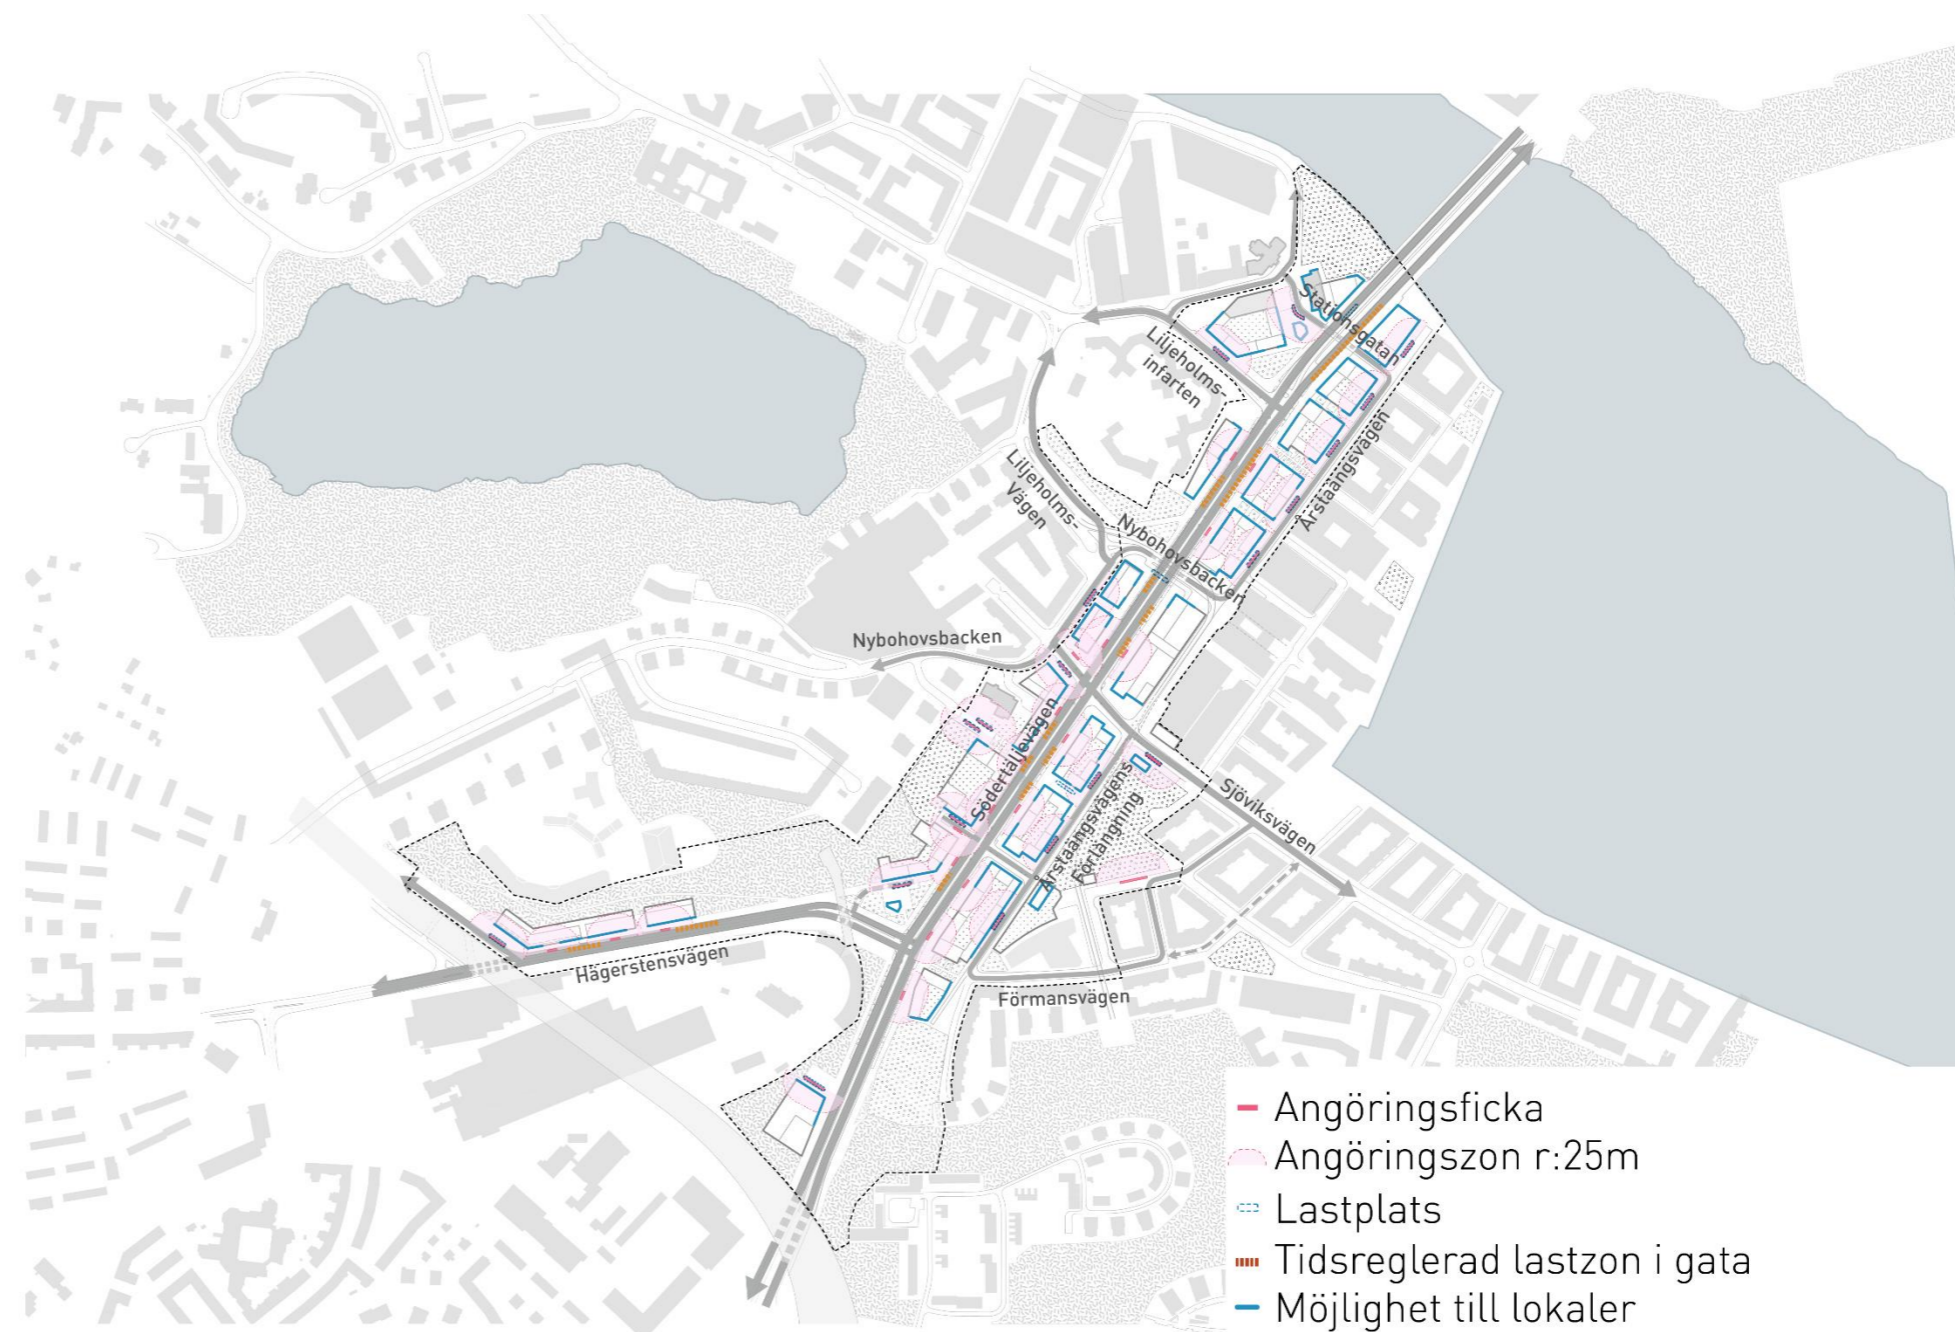 Stationsgatan
Liljeholms-
infarten
Årstaängsvägen
Liljeholms-
Vägen
Nybohovsbacken
Nybohovsbacken
Södertäljevägen
Årstaängsvägens
Förlängning
Sjöviksvägen
Hägerstensvägen
Förmansvägen
Angöringsficka
Angöringszon r:25m
Lastplats
Tidsreglerad lastzon i gata
Möjlighet till lokaler